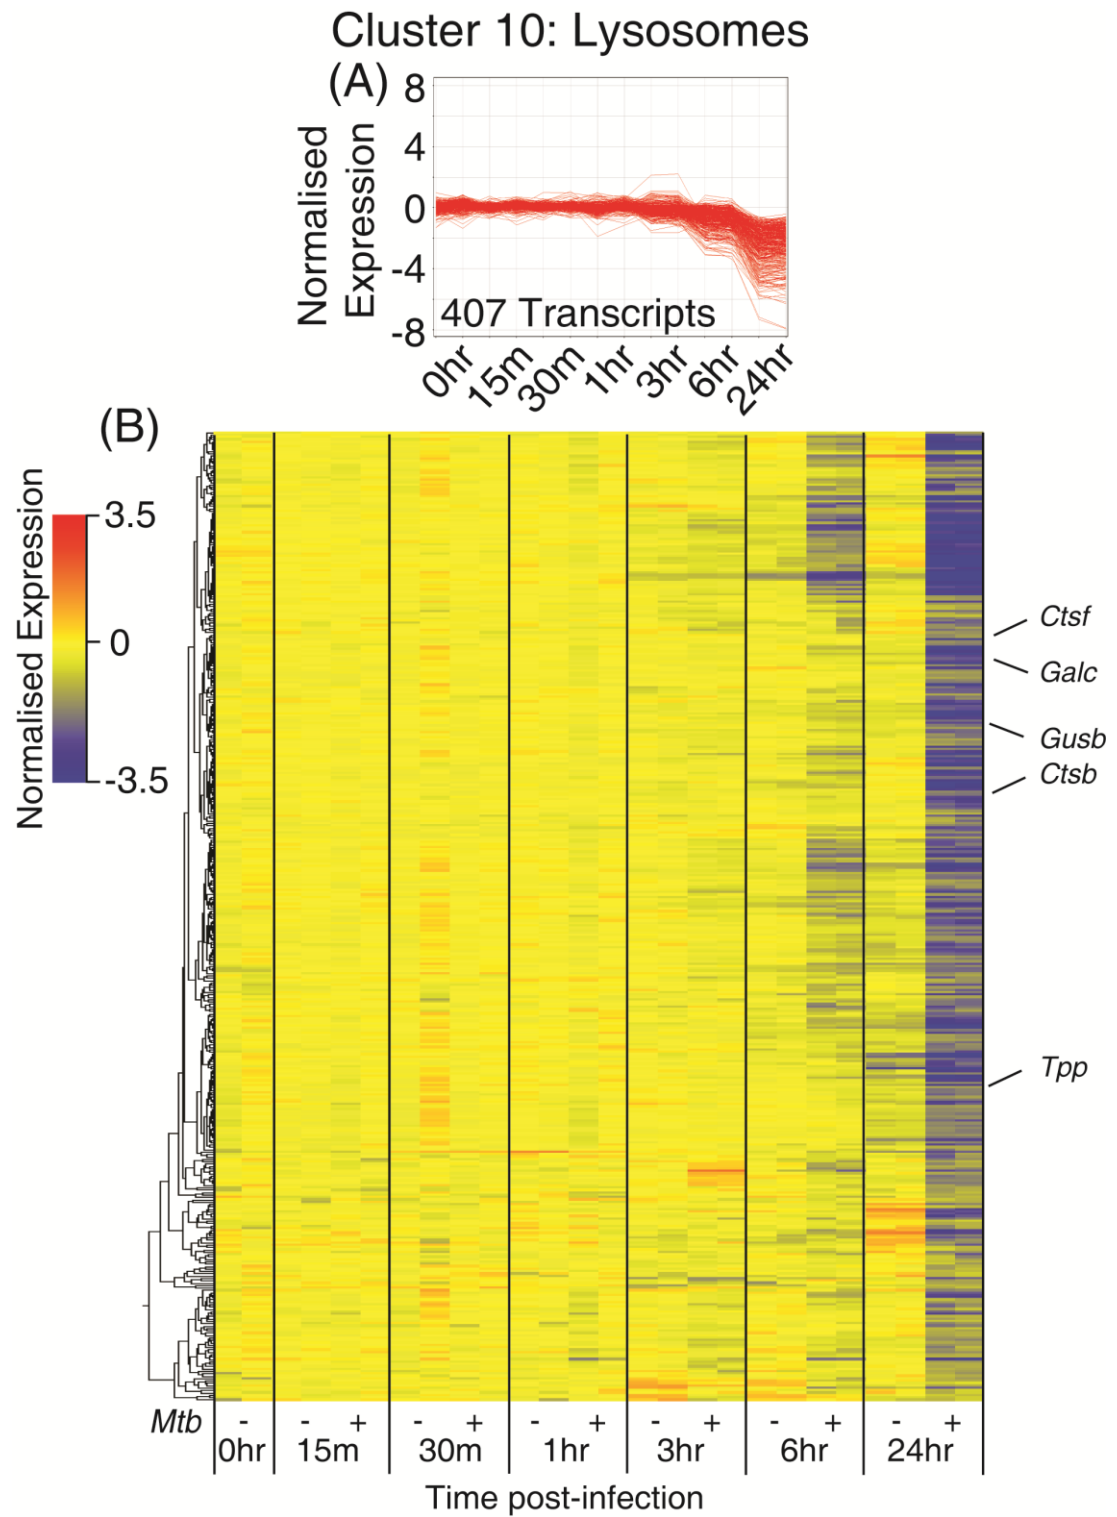 Cluster 10: Lysosomes
(A)
Normalised
Expression
8
4
0
-4
-8
407 Transcripts
0hr 15m 30m 1hr 3hr 6hr 24hr
(B)
Normalised Expression
3.5
0
-3.5
Ctsf
Galc
Gusb
Ctsb
Tpp
Mtb - - + - + - + - + - + - +
0hr 15m 30m 1hr 3hr 6hr 24hr
Time post-infection